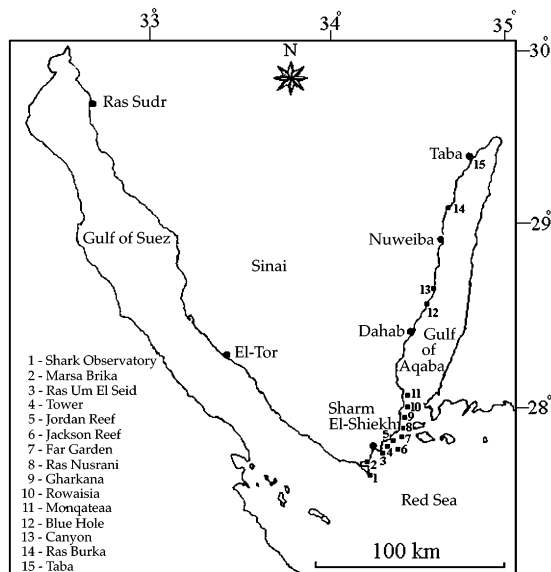 33°
34°
35°
30°
N
Ras Sudr
Taba
15
14
29°
Gulf of Suez
Nuweiba
Sinai
13
12
Dahab
Gulf
of
Aqaba
El-Tor
11
10
28°
Sharm
El-Shiekh
9
8
7
5
4
6
3
2
1
1 - Shark Observatory
2 - Marsa Brika
3 - Ras Um El Seid
4 - Tower
5 - Jordan Reef
6 - Jackson Reef
7 - Far Garden
8 - Ras Nusrani
9 - Gharkana
10 - Rowaisia
11 - Monqateaa
12 - Blue Hole
13 - Canyon
14 - Ras Burka
15 - Taba
Red Sea
100 km